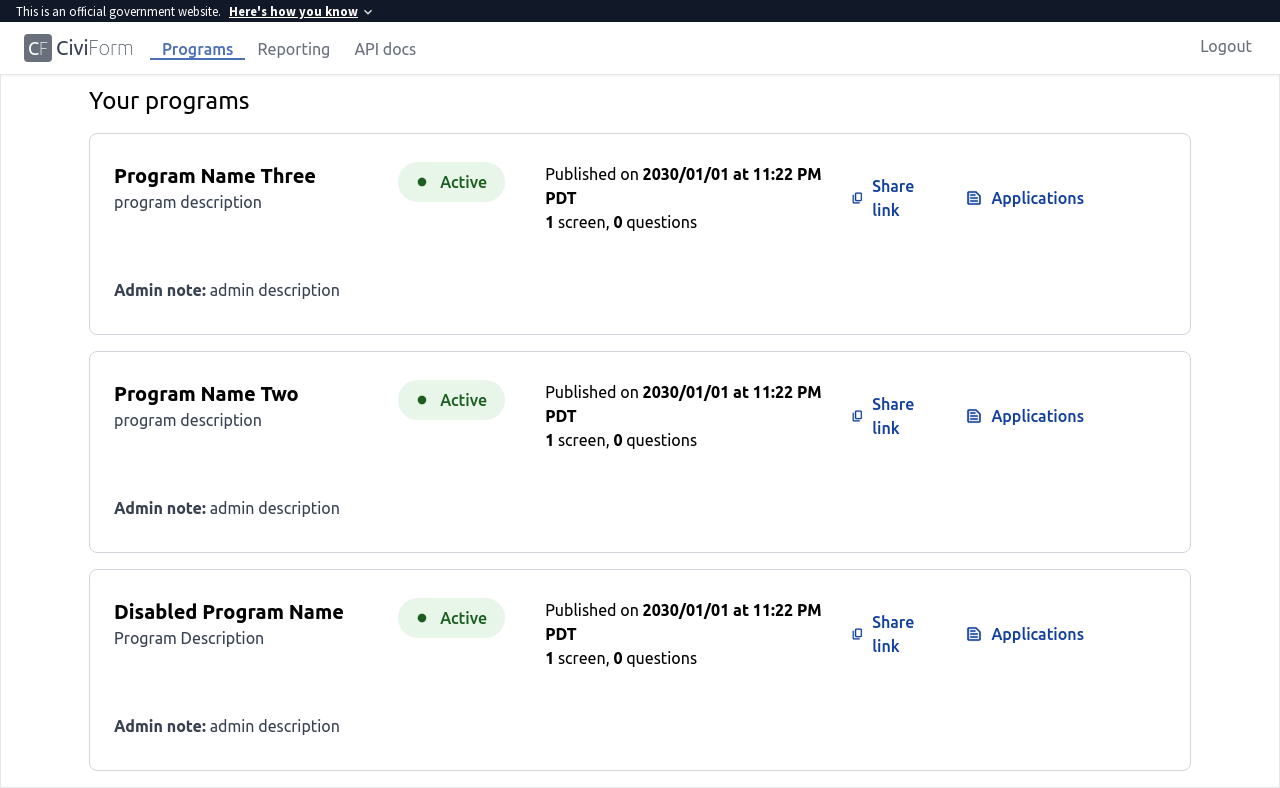 This is an official government website. Here's how you know
CF CiviForm Programs Reporting API docs Logout
Your programs
Program Name Three
program description
Active
Published on 2030/01/01 at 11:22 PM
PDT
1 screen, 0 questions
Share
link
Applications
Admin note: admin description
Program Name Two
program description
Active
Published on 2030/01/01 at 11:22 PM
PDT
1 screen, 0 questions
Share
link
Applications
Admin note: admin description
Disabled Program Name
Program Description
Active
Published on 2030/01/01 at 11:22 PM
PDT
1 screen, 0 questions
Share
link
Applications
Admin note: admin description